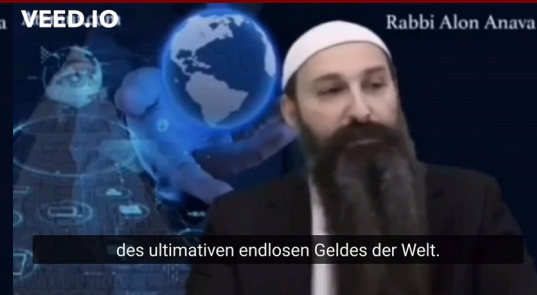 a
VEED.IO
Rabbi Alon Anava
des ultimativen endlosen Geldes der Welt.